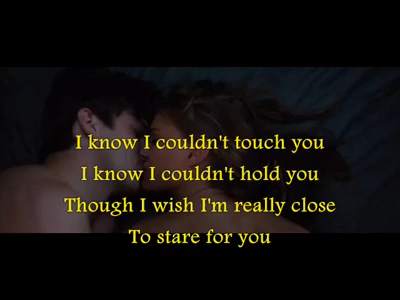 I know I couldn't touch you
I know I couldn't hold you
Though I wish I'm really close
To stare for you